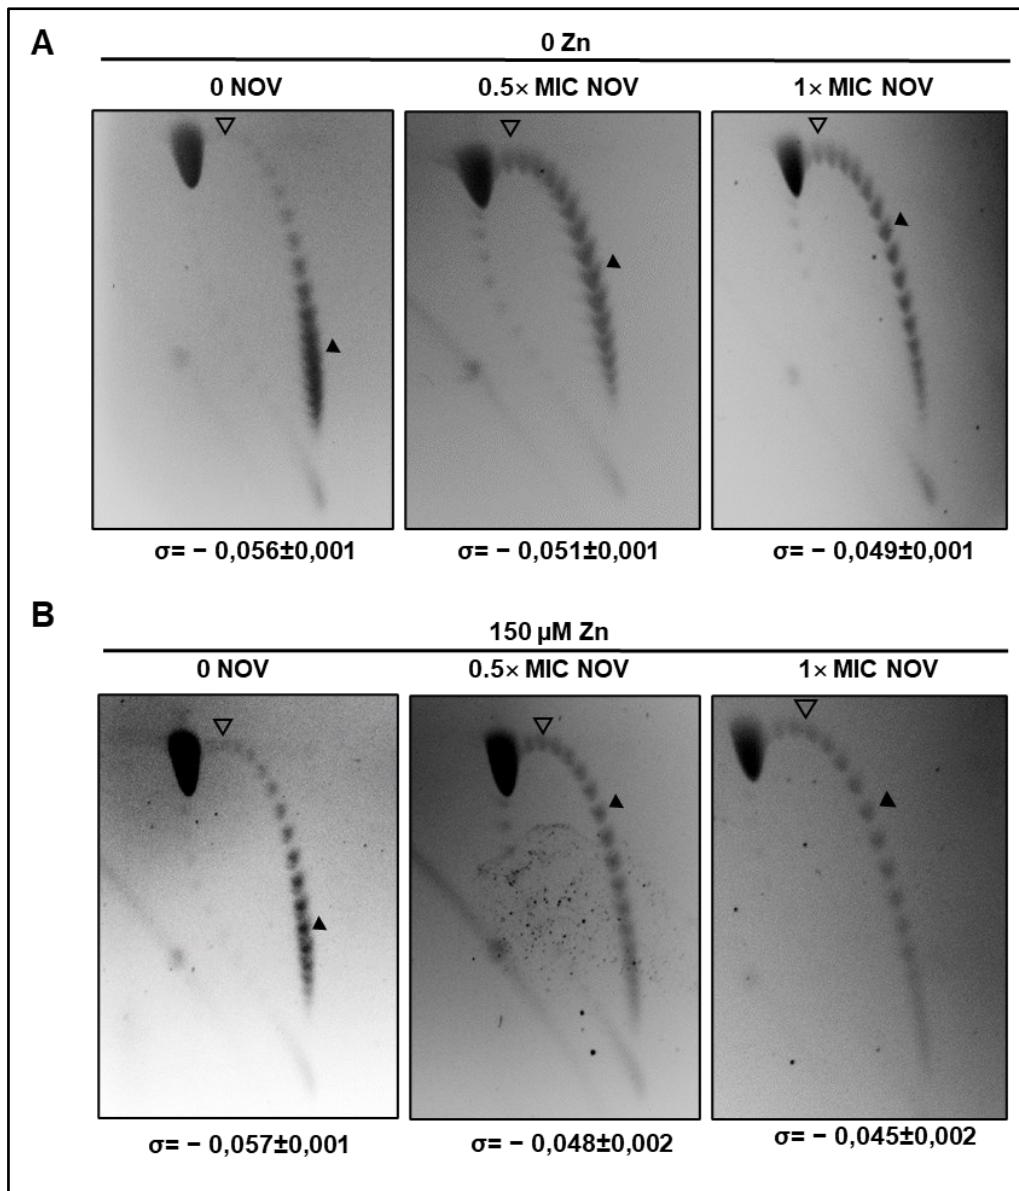 A
0 Zn
0 NOV 0.5× MIC NOV 1× MIC NOV
σ= − 0,056±0,001 σ= − 0,051±0,001 σ= − 0,049±0,001
B
150 µM Zn
0 NOV 0.5× MIC NOV 1× MIC NOV
σ= − 0,057±0,001 σ= − 0,048±0,002 σ= − 0,045±0,002